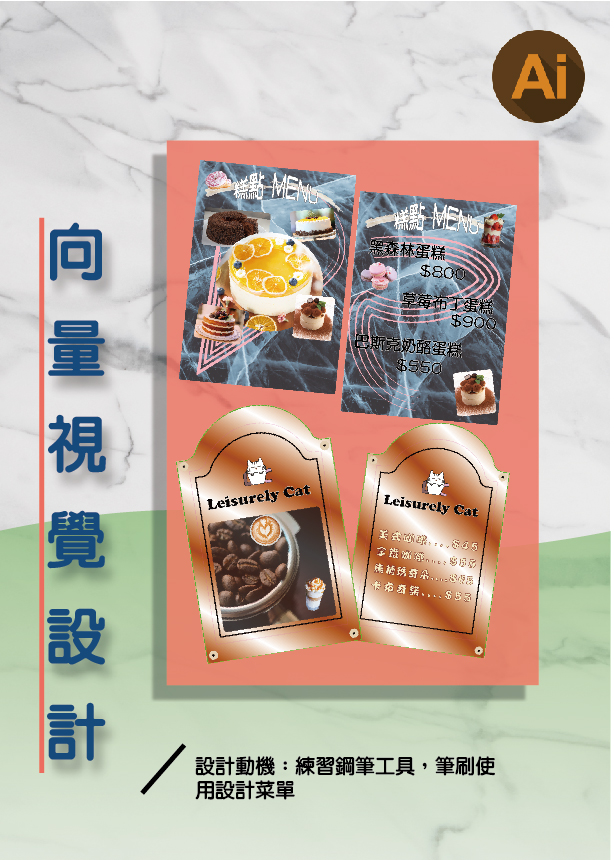 Ai
向量視覺設計
糕點 MENU
糕點 MENU
黑森林蛋糕
$800
草莓布丁蛋糕
$900
巴斯克奶酪蛋糕
$550
Leisurely Cat
Leisurely Cat
設計動機：練習鋼筆工具，筆刷使
用設計菜單